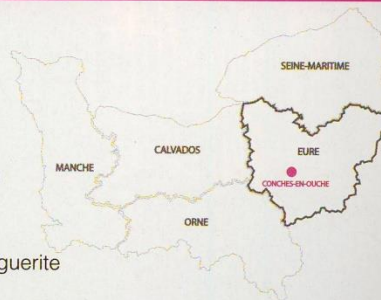 SEINE-MARITIME
EURE
CALVADOS
MANCHE
CONCHES-EN-OUCHE
ORNE
guerite